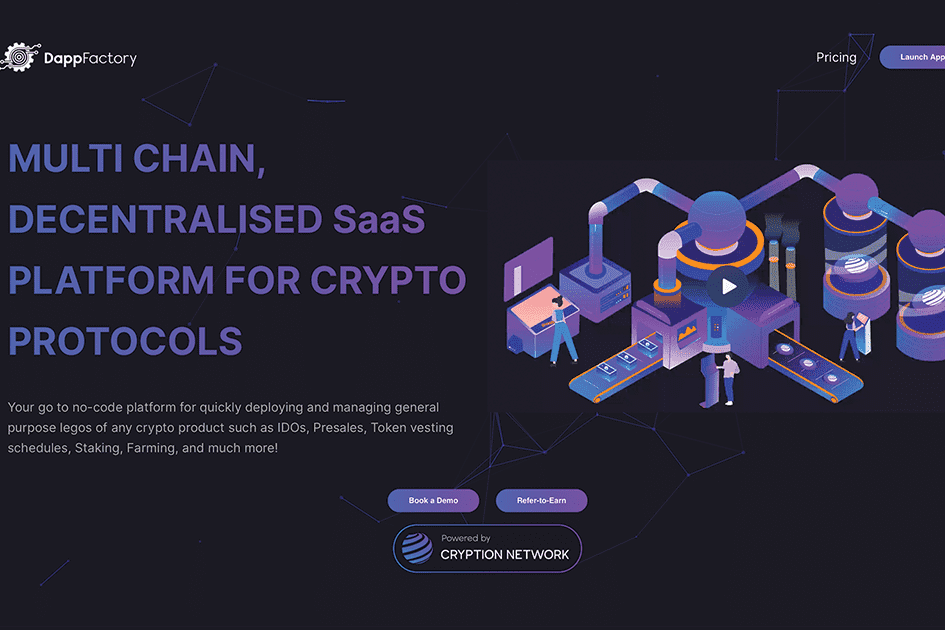 DappFactory
Pricing
Launch App
MULTI CHAIN,
DECENTRALISED SaaS
PLATFORM FOR CRYPTO
PROTOCOLS
Your go to no-code platform for quickly deploying and managing general
purpose legos of any crypto product such as IDOs, Presales, Token vesting
schedules, Staking, Farming, and much more!
Book a Demo
Refer-to-Earn
Powered by
CRYPTION NETWORK